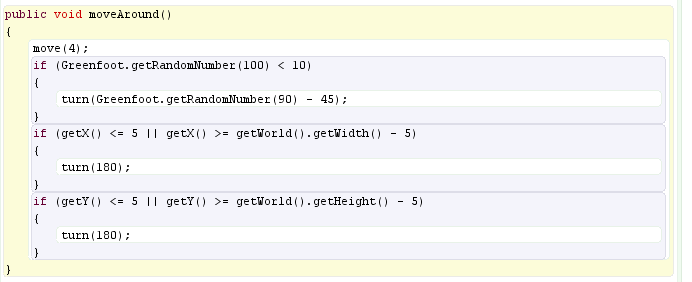 public void moveAround()
{
move(4);
if (Greenfoot.getRandomNumber(100) < 10)
{
turn(Greenfoot.getRandomNumber(90) - 45);
}
if (getX() <= 5 || getX() >= getWorld().getWidth() - 5)
{
turn(180);
}
if (getY() <= 5 || getY() >= getWorld().getHeight() - 5)
{
turn(180);
}
}